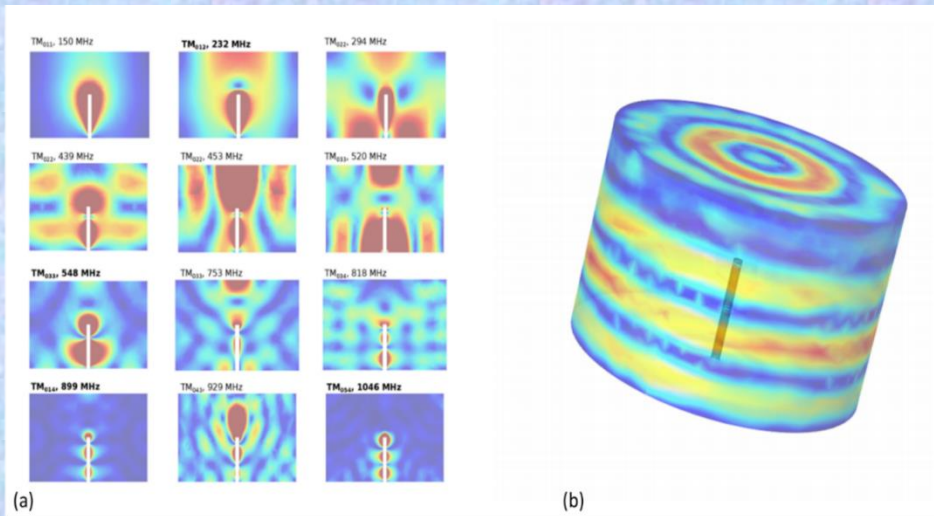 TM₀₁₁, 150 MHz
TM₀₁₂, 232 MHz
TM₀₂₂, 294 MHz
TM₀₂₂, 439 MHz
TM₀₂₂, 453 MHz
TM₀₃₃, 520 MHz
TM₀₃₃, 548 MHz
TM₀₃₃, 753 MHz
TM₀₃₄, 818 MHz
TM₀₁₄, 899 MHz
TM₀₄₃, 929 MHz
TM₀₅₄, 1046 MHz
(a)
(b)